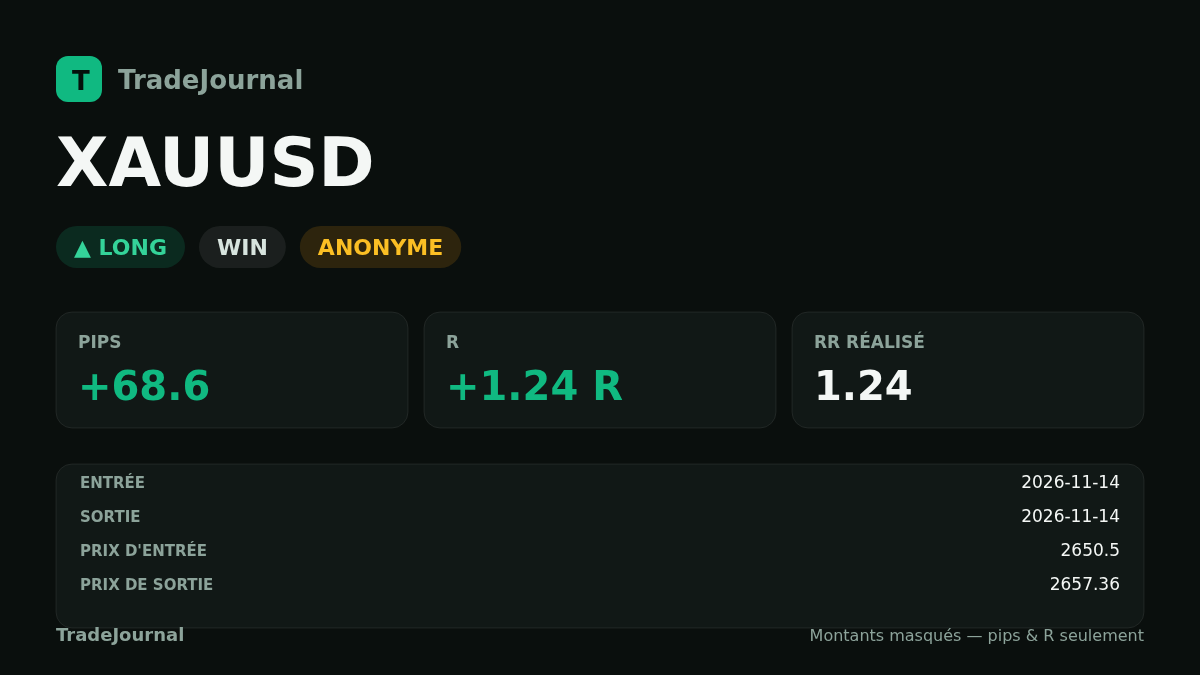 T TradeJournal
XAUUSD
▲ LONG WIN ANONYME
PIPS R RR RÉALISÉ
+68.6 +1.24 R 1.24
ENTRÉE 2026-11-14
SORTIE 2026-11-14
PRIX D'ENTRÉE 2650.5
PRIX DE SORTIE 2657.36
TradeJournal Montants masqués — pips & R seulement